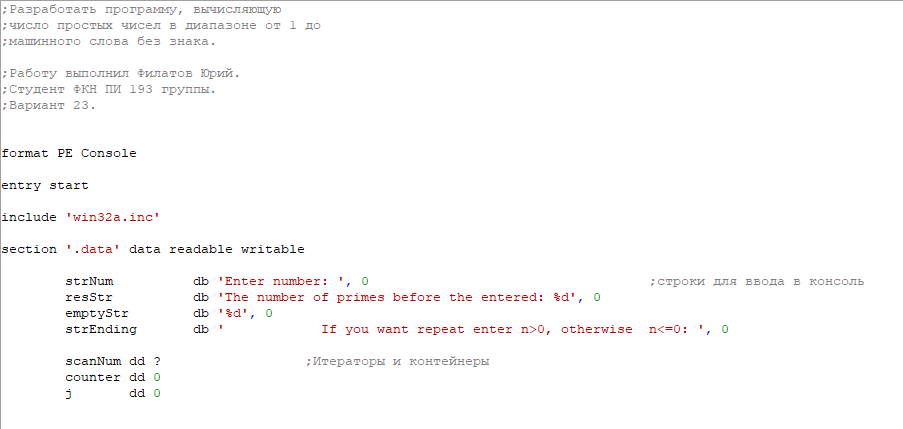 ;Разработать программу, вычисляющую
;число простых чисел в диапазоне от 1 до
;машинного слова без знака.
;Работу выполнил Филатов Юрий.
;Студент ФКН ПИ 193 группы.
;Вариант 23.
format PE Console
entry start
include 'win32a.inc'
section '.data' data readable writable
strNum db 'Enter number: ', 0 ;строки для ввода в консоль
resStr db 'The number of primes before the entered: %d', 0
emptyStr db '%d', 0
strEnding db ' If you want repeat enter n>0, otherwise  n<=0: ', 0
scanNum dd ? ;Итераторы и контейнеры
counter dd 0
j dd 0